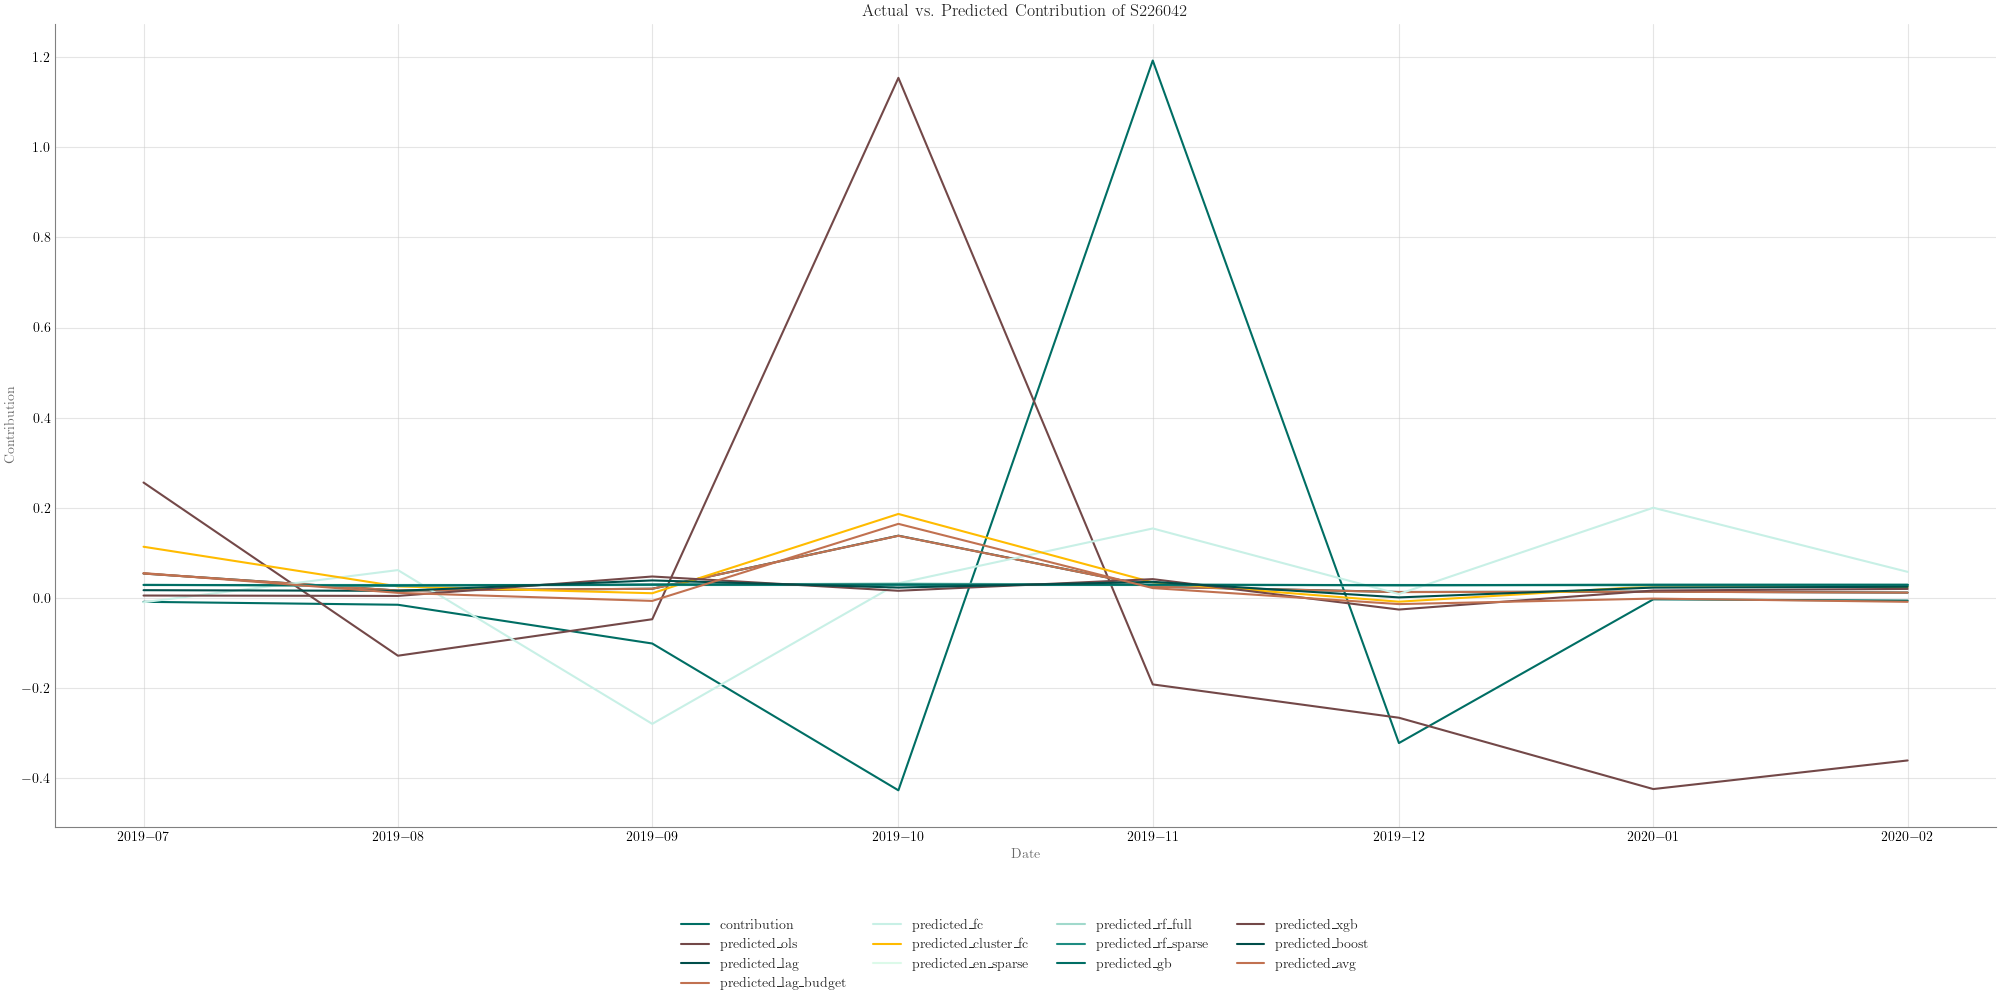 Actual vs. Predicted Contribution of S226042
1.2
1.0
0.8
0.6
0.4
0.2
0.0
−0.2
−0.4
Contribution
2019−07 2019−08 2019−09 2019−10 2019−11 2019−12 2020−01 2020−02
Date
contribution predicted_fc predicted_rf_full predicted_xgb
predicted_ols predicted_cluster_fc predicted_rf_sparse predicted_boost
predicted_lag predicted_en_sparse predicted_gb predicted_avg
predicted_lag_budget